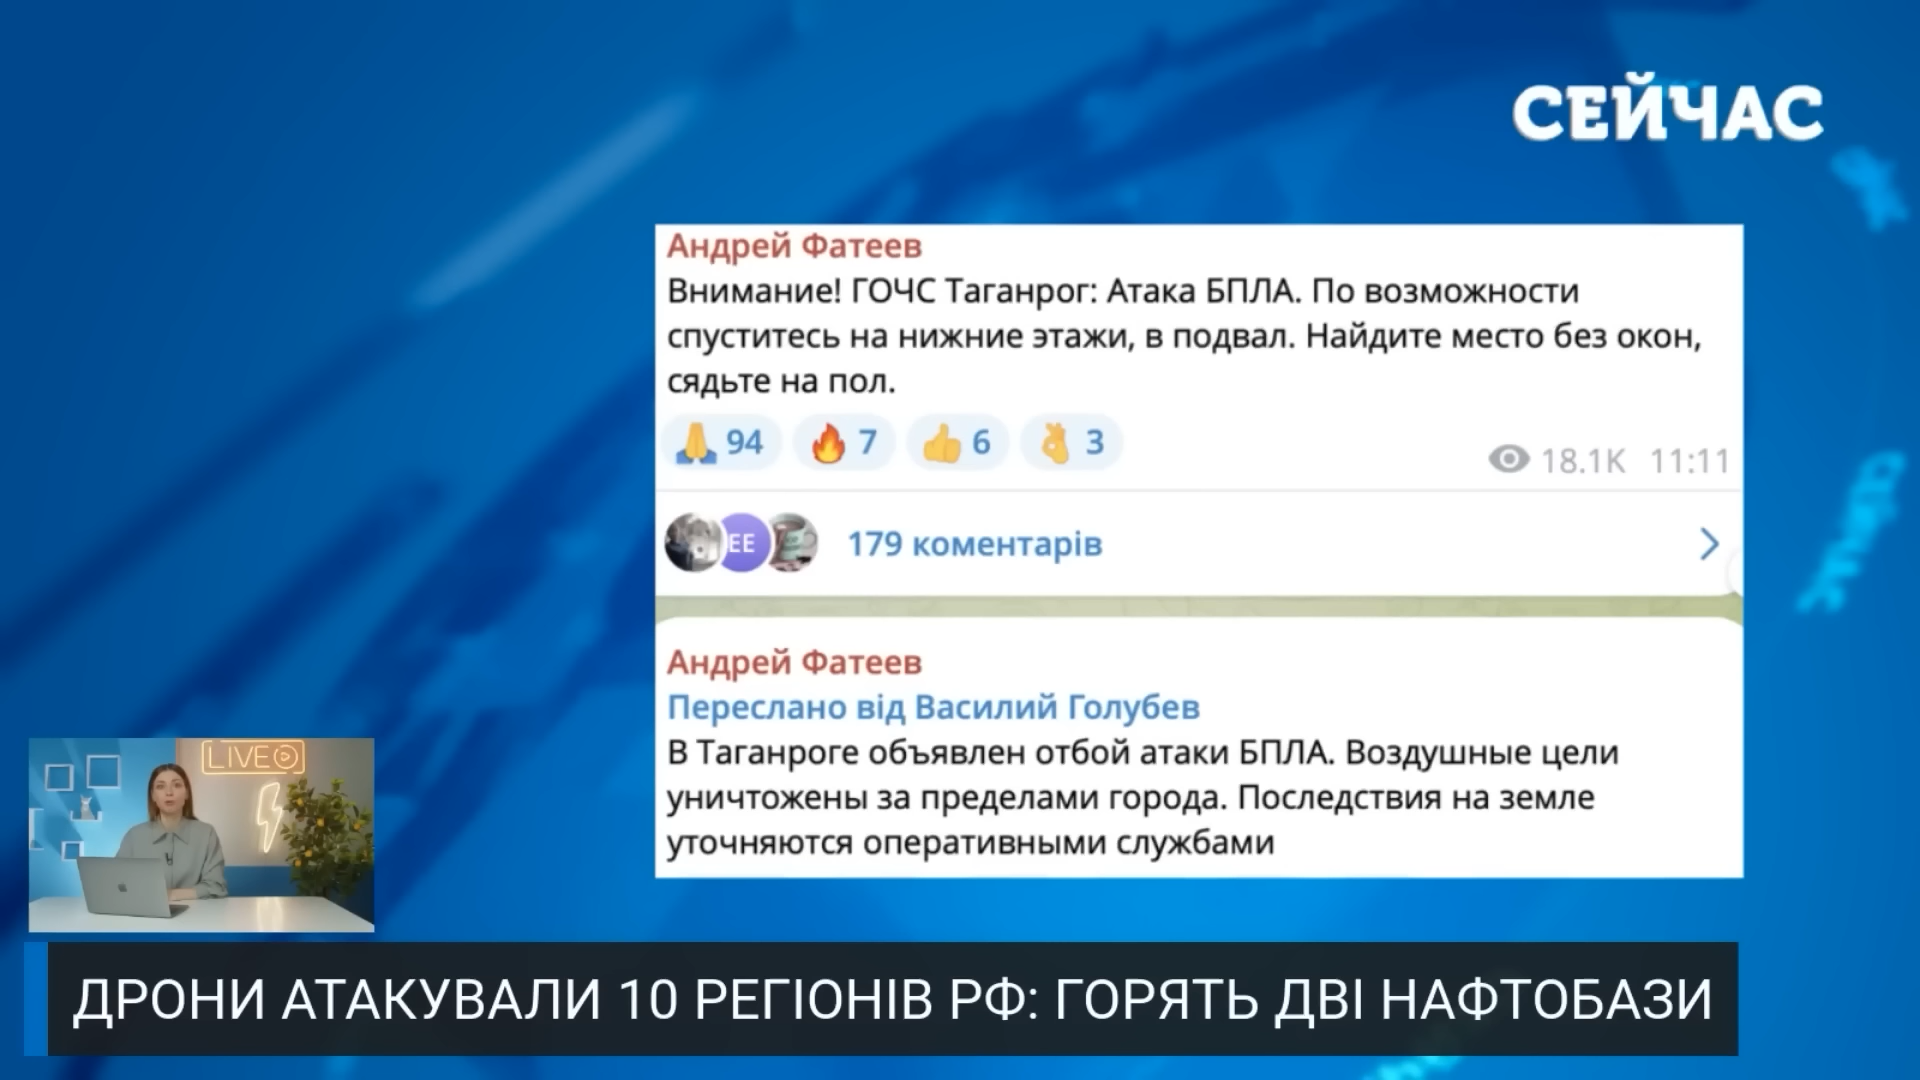 СЕЙЧАС
Андрей Фатеев
Внимание! ГОЧС Таганрог: Атака БПЛА. По возможности
спуститесь на нижние этажи, в подвал. Найдите место без окон,
сядьте на пол.
94 7 6 3
18.1K 11:11
EE
179 коментарів
Андрей Фатеев
Переслано від Василий Голубев
В Таганроге объявлен отбой атаки БПЛА. Воздушные цели
уничтожены за пределами города. Последствия на земле
уточняются оперативными службами
LIVE
ДРОНИ АТАКУВАЛИ 10 РЕГІОНІВ РФ: ГОРЯТЬ ДВІ НАФТОБАЗИ